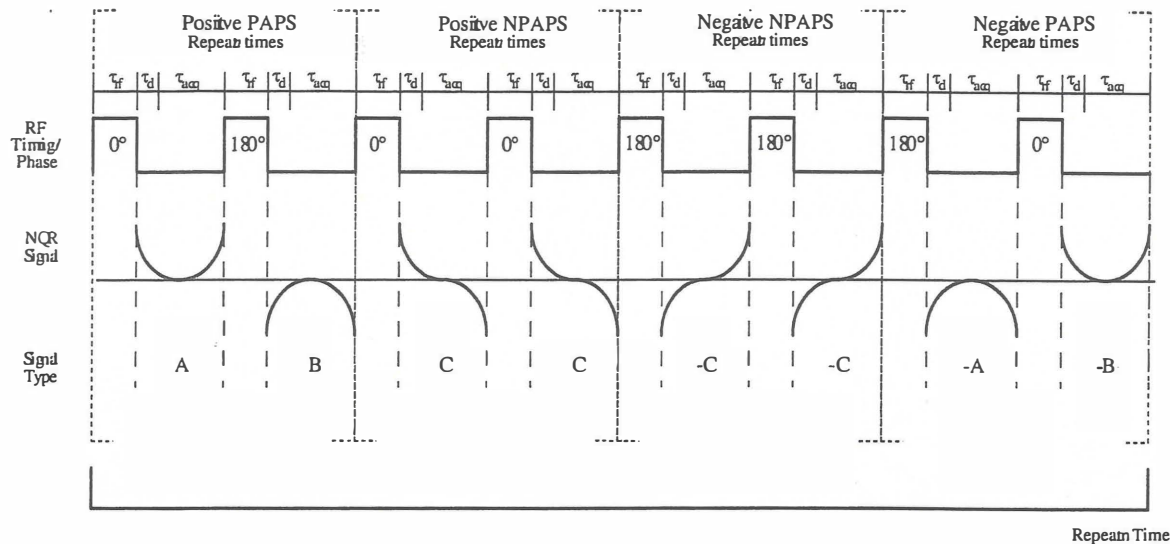 Positive PAPS Positive NPAPS Negative NPAPS Negative PAPS
Repeat n times Repeat n times Repeat n times Repeat n times
τrf τd τacq τrf τd τacq τrf τd τacq τrf τd τacq τrf τd τacq τrf τd τacq τrf τd τacq τrf τd τacq
RF
Timing/
Phase
0° 180° 0° 0° 180° 180° 180° 0°
NQR
Signal
Signal
Type
A B C C -C -C -A -B
Repeat m Times